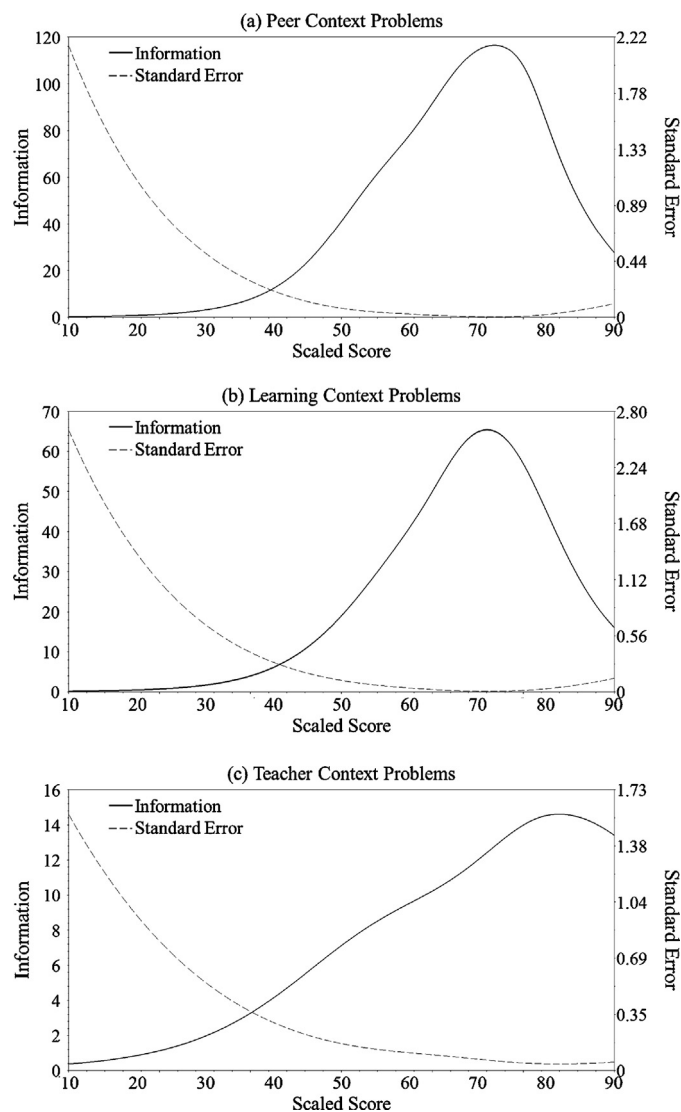 (a) Peer Context Problems
Information
Standard Error
120
100
80
60
40
20
0
2.22
1.78
1.33
0.89
0.44
0
Information
Standard Error
10 20 30 40 50 60 70 80 90
Scaled Score
(b) Learning Context Problems
Information
Standard Error
70
60
50
40
30
20
10
0
2.80
2.24
1.68
1.12
0.56
0
Information
Standard Error
10 20 30 40 50 60 70 80 90
Scaled Score
(c) Teacher Context Problems
Information
Standard Error
16
14
12
10
8
6
4
2
0
1.73
1.38
1.04
0.69
0.35
0
Information
Standard Error
10 20 30 40 50 60 70 80 90
Scaled Score